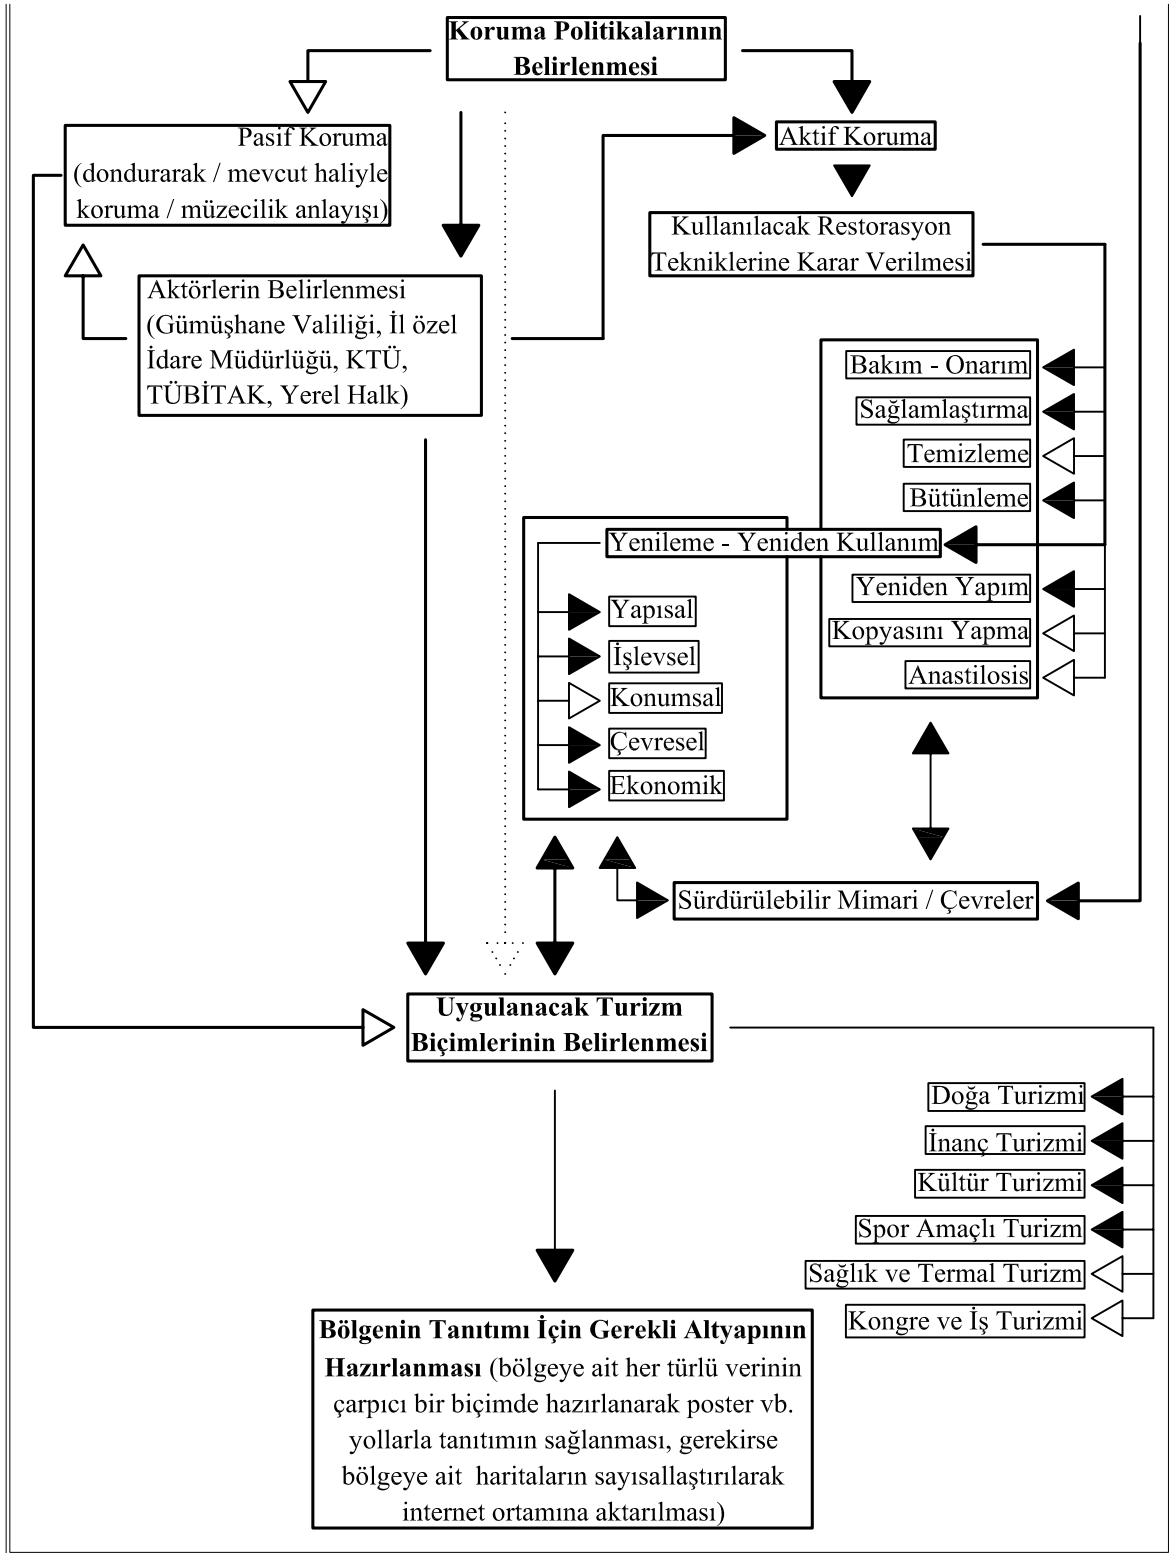 Koruma Politikalarının
Belirlenmesi
Pasif Koruma
(dondurarak / mevcut haliyle
koruma / müzecilik anlayışı)
Aktif Koruma
Kullanılacak Restorasyon
Tekniklerine Karar Verilmesi
Aktörlerin Belirlenmesi
(Gümüşhane Valiliği, İl özel
İdare Müdürlüğü, KTÜ,
TÜBİTAK, Yerel Halk)
Bakım - Onarım
Sağlamlaştırma
Temizleme
Bütünleme
Yenileme - Yeniden Kullanım
Yeniden Yapım
Kopyasını Yapma
Anastilosis
Yapısal
İşlevsel
Konumsal
Çevresel
Ekonomik
Sürdürülebilir Mimari / Çevreler
Uygulanacak Turizm
Biçimlerinin Belirlenmesi
Doğa Turizmi
İnanç Turizmi
Kültür Turizmi
Spor Amaçlı Turizm
Sağlık ve Termal Turizm
Kongre ve İş Turizmi
Bölgenin Tanıtımı İçin Gerekli Altyapının
Hazırlanması (bölgeye ait her türlü verinin
çarpıcı bir biçimde hazırlanarak poster vb.
yollarla tanıtımın sağlanması, gerekirse
bölgeye ait haritaların sayısallaştırılarak
internet ortamına aktarılması)